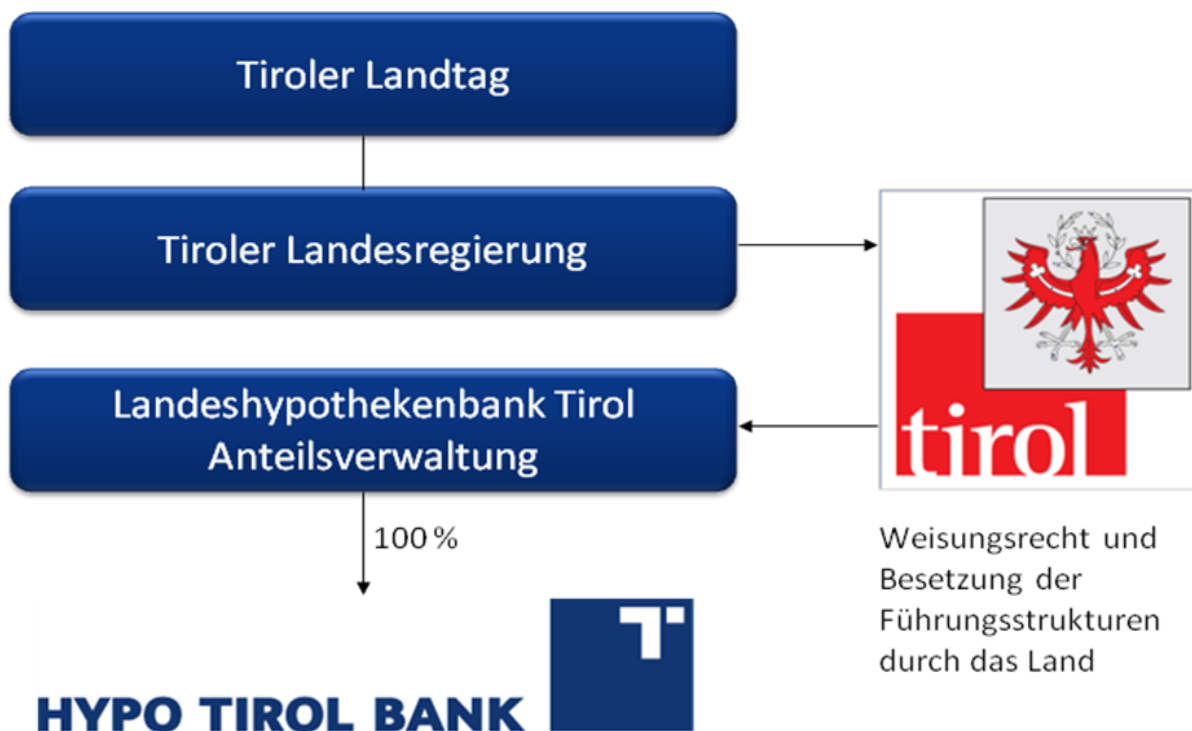 Tiroler Landtag
Tiroler Landesregierung
tirol
Landeshypothekenbank Tirol
Anteilsverwaltung
100 %
Weisungsrecht und
Besetzung der
Führungsstrukturen
durch das Land
HYPO TIROL BANK